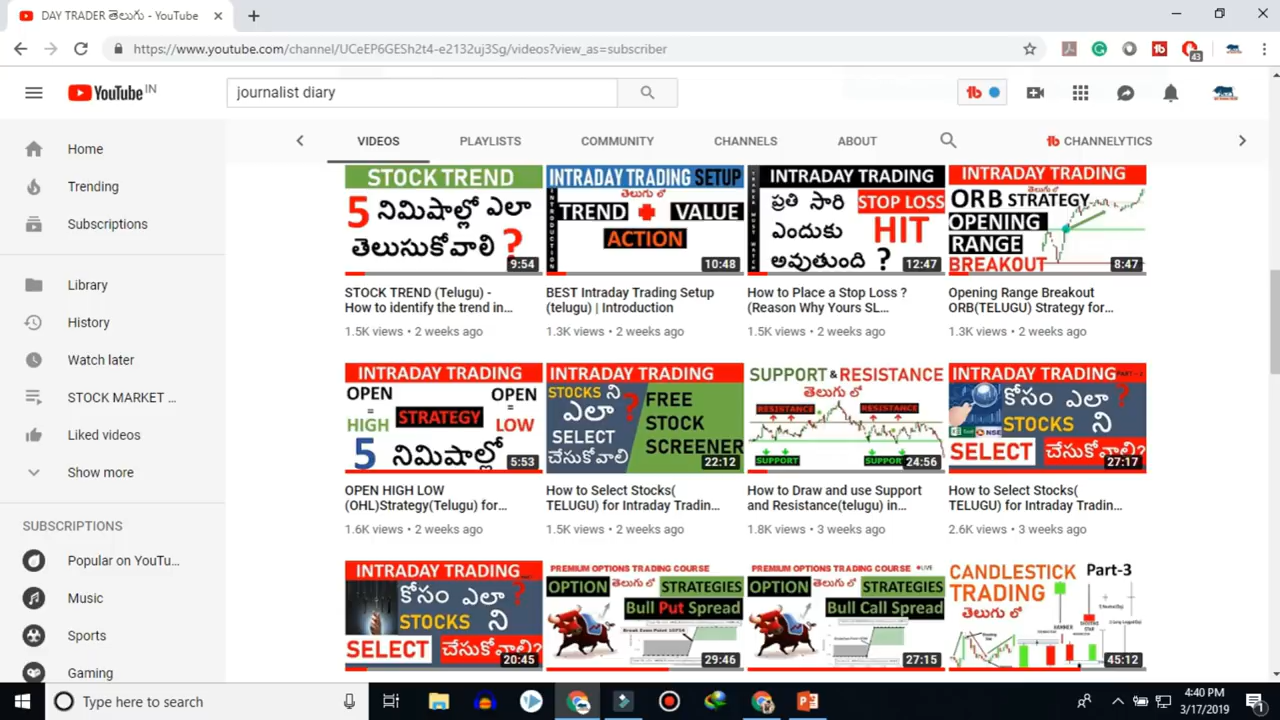 DAY TRADER తెలుగు - YouTube
https://www.youtube.com/channel/UCeEP6GESh2t4-e2132uj3Sg/videos?view_as=subscriber
43
YouTube IN
journalist diary
VIDEOS PLAYLISTS COMMUNITY CHANNELS ABOUT CHANNELYTICS
Home
Trending
Subscriptions
Library
History
Watch later
STOCK MARKET ...
Liked videos
Show more
SUBSCRIPTIONS
Popular on YouTu...
Music
Sports
Gaming
STOCK TREND
5 నిమిషాల్లో ఎలా
తెలుసుకోవాలి ?
9:54
STOCK TREND (Telugu) -
How to identify the trend in...
1.5K views • 2 weeks ago
INTRADAY TRADING SETUP
తెలుగు లో
INTRODUCTION
TREND + VALUE
ACTION
10:48
BEST Intraday Trading Setup
(telugu) | Introduction
1.3K views • 2 weeks ago
INTRADAY TRADING
TRADER MUST WATCH
ప్రతి సారి STOP LOSS
ఎందుకు HIT
అవుతుంది ?
12:47
How to Place a Stop Loss ?
(Reason Why Yours SL...
1.5K views • 2 weeks ago
INTRADAY TRADING
తెలుగు లో
ORB STRATEGY
OPENING
RANGE
BREAKOUT
8:47
Opening Range Breakout
ORB(TELUGU) Strategy for...
1.3K views • 2 weeks ago
INTRADAY TRADING
OPEN OPEN
= STRATEGY =
HIGH LOW
5 నిమిషాల్లో
5:53
OPEN HIGH LOW
(OHL)Strategy(Telugu) for...
1.6K views • 2 weeks ago
INTRADAY TRADING
STOCKS ని
ఎలా ?
SELECT
చేసుకోవాలి
FREE
STOCK
SCREENER
22:12
How to Select Stocks(
TELUGU) for Intraday Tradin...
1.5K views • 2 weeks ago
SUPPORT & RESISTANCE
తెలుగు లో
RESISTANCE RESISTANCE
SUPPORT SUPPOR
24:56
How to Draw and use Support
and Resistance(telugu) in...
1.8K views • 3 weeks ago
INTRADAY TRADING PART - 2
కోసం ఎలా ?
STOCKS ని
SELECT చేసుకోవాలి?
27:17
How to Select Stocks(
TELUGU) for Intraday Tradin...
2.6K views • 3 weeks ago
INTRADAY TRADING
కోసం ఎలా ?
STOCKS ని
SELECT చేసుకోవాలి?
20:45
PREMIUM OPTIONS TRADING COURSE
OPTION తెలుగు లో STRATEGIES
Bull Put Spread
29:46
PREMIUM OPTIONS TRADING COURSE LIVE
OPTION తెలుగు లో STRATEGIES
Bull Call Spread
27:15
CANDLESTICK Part-3
TRADING
తెలుగు లో
HAMMER
45:12
Type here to search
4:40 PM
3/17/2019
1